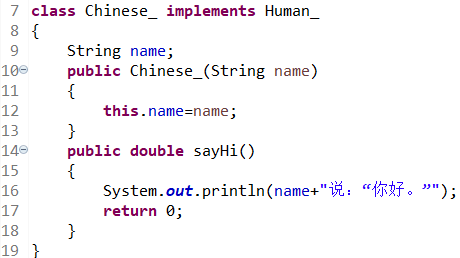 7 class Chinese_ implements Human_
8 {
9     String name;
10     public Chinese_(String name)
11     {
12         this.name=name;
13     }
14     public double sayHi()
15     {
16         System.out.println(name+"说：“你好。”");
17         return 0;
18     }
19 }